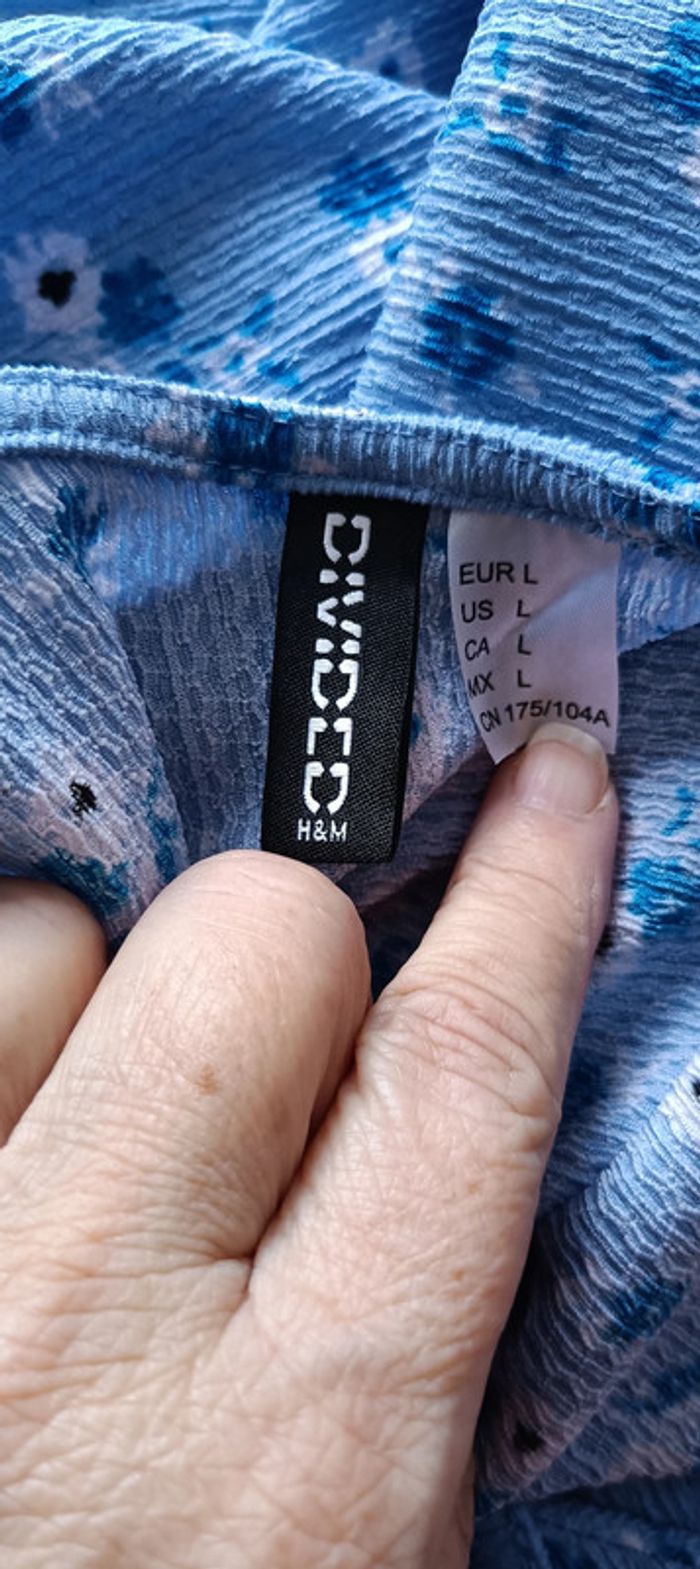 DIVIDED
H&M
EUR L
US L
CA L
MX L
CN 175/104A